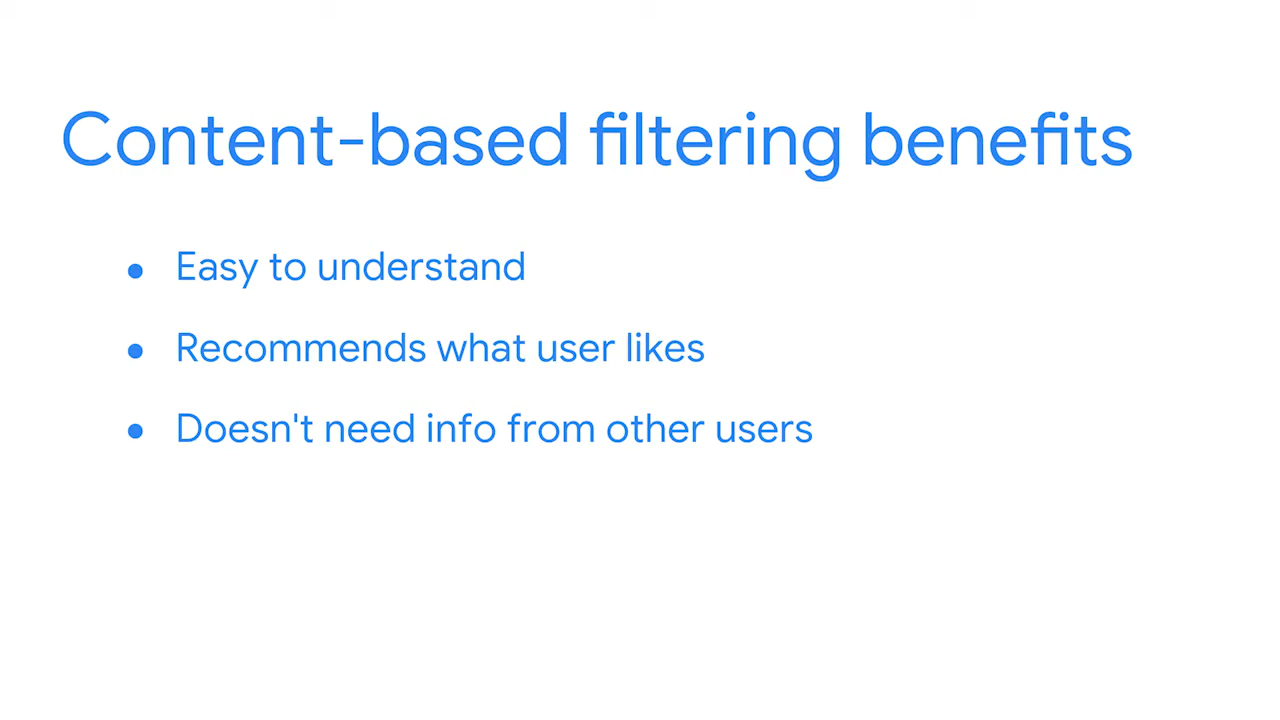 Content-based filtering benefits
• Easy to understand
• Recommends what user likes
• Doesn't need info from other users